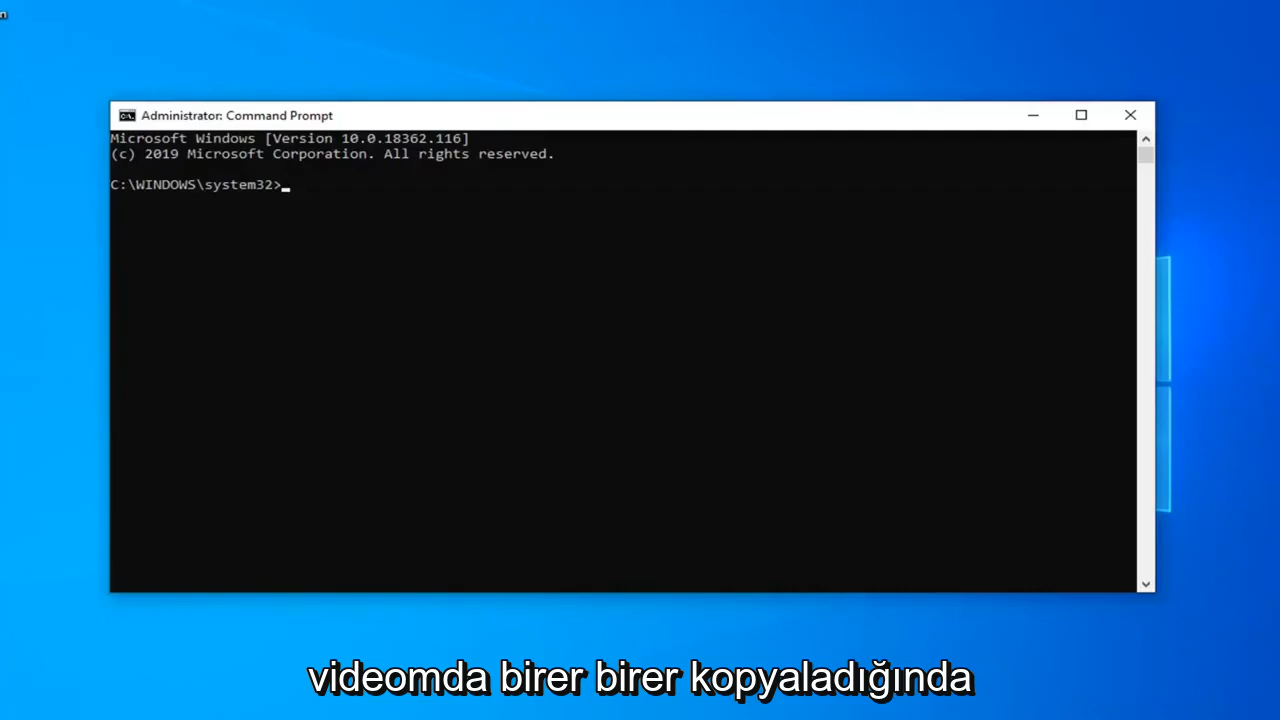 Administrator: Command Prompt
Microsoft Windows [Version 10.0.18362.116]
(c) 2019 Microsoft Corporation. All rights reserved.
C:\WINDOWS\system32>
videomda birer birer kopyaladığında